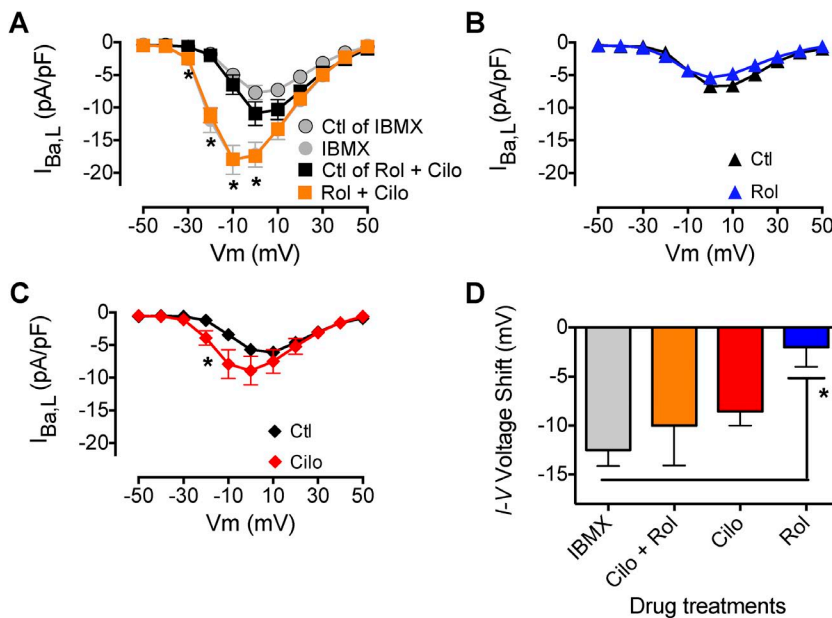 A
I_Ba,L (pA/pF)
0
-5
-10
-15
-20
*
*
*
*
Ctl of IBMX
IBMX
Ctl of Rol + Cilo
Rol + Cilo
-50 -30 -10 10 30 50
Vm (mV)
B
I_Ba,L (pA/pF)
0
-5
-10
-15
-20
Ctl
Rol
-50 -30 -10 10 30 50
Vm (mV)
C
I_Ba,L (pA/pF)
0
-5
-10
-15
-20
*
Ctl
Cilo
-50 -30 -10 10 30 50
Vm (mV)
D
I-V Voltage Shift (mV)
0
-5
-10
-15
*
IBMX
Cilo + Rol
Cilo
Rol
Drug treatments